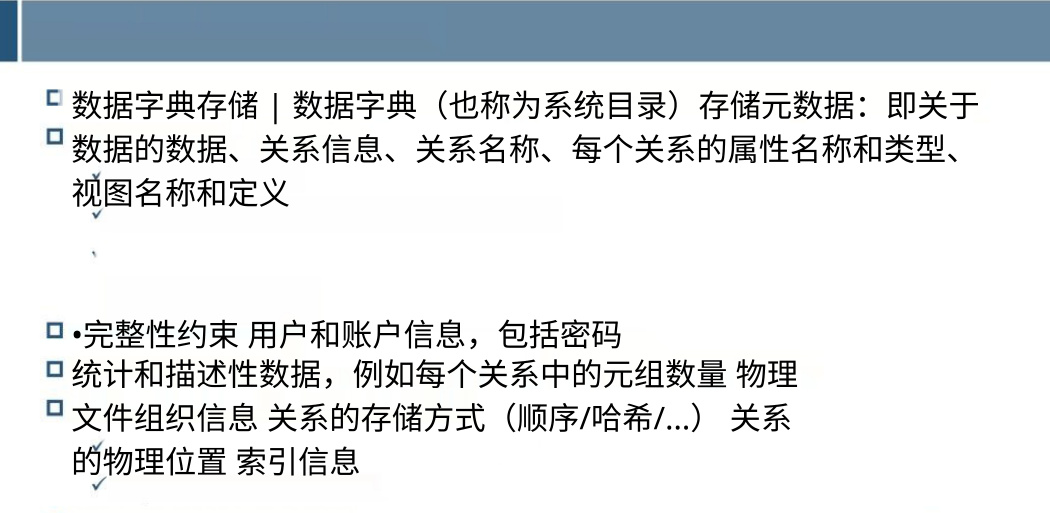 数据字典存储 | 数据字典（也称为系统目录）存储元数据：即关于
数据的数据、关系信息、关系名称、每个关系的属性名称和类型、
视图名称和定义
•完整性约束 用户和账户信息，包括密码
统计和描述性数据，例如每个关系中的元组数量 物理
文件组织信息 关系的存储方式（顺序/哈希/...） 关系
的物理位置 索引信息